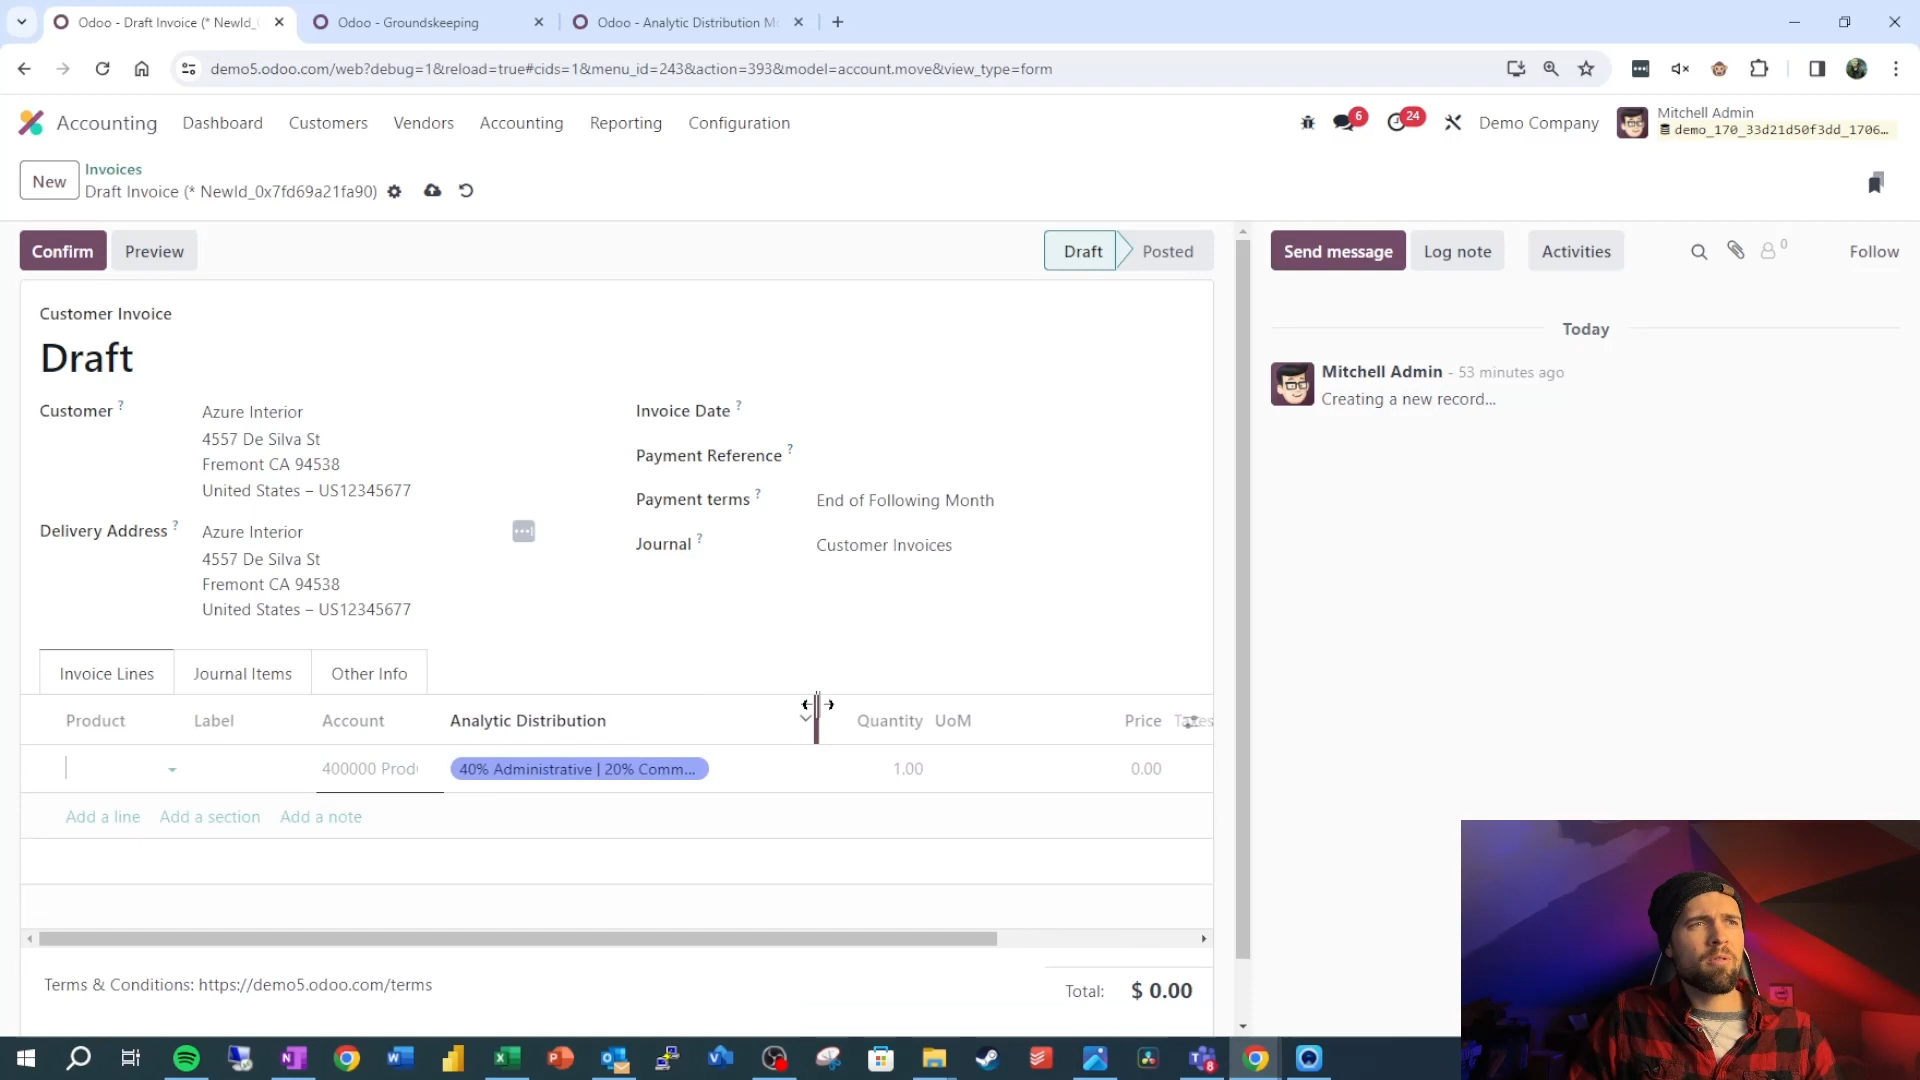 Odoo - Draft Invoice (* NewId_
Odoo - Groundskeeping
Odoo - Analytic Distribution Mo
demo5.odoo.com/web?debug=1&reload=true#cids=1&menu_id=243&action=393&model=account.move&view_type=form
Accounting Dashboard Customers Vendors Accounting Reporting Configuration
6 24 Demo Company
Mitchell Admin
demo_170_33d21d50f3dd_1706...
New
Invoices
Draft Invoice (* NewId_0x7fd69a21fa90)
Confirm Preview Draft Posted
Send message Log note Activities 0 Follow
Customer Invoice
Draft
Customer ?
Azure Interior
4557 De Silva St
Fremont CA 94538
United States – US12345677
Delivery Address ?
Azure Interior
4557 De Silva St
Fremont CA 94538
United States – US12345677
Invoice Date ?
Payment Reference ?
Payment terms ? End of Following Month
Journal ? Customer Invoices
Today
Mitchell Admin - 53 minutes ago
Creating a new record...
Invoice Lines Journal Items Other Info
Product Label Account Analytic Distribution Quantity UoM Price Taxes
400000 Prod 40% Administrative | 20% Comm... 1.00 0.00
Add a line Add a section Add a note
Terms & Conditions: https://demo5.odoo.com/terms
Total: $ 0.00